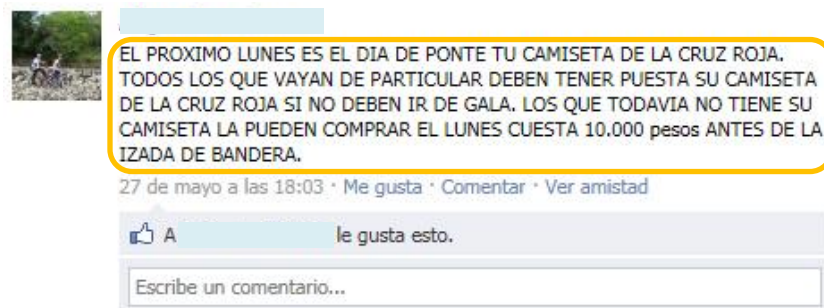 EL PROXIMO LUNES ES EL DIA DE PONTE TU CAMISETA DE LA CRUZ ROJA.
TODOS LOS QUE VAYAN DE PARTICULAR DEBEN TENER PUESTA SU CAMISETA
DE LA CRUZ ROJA SI NO DEBEN IR DE GALA. LOS QUE TODAVIA NO TIENE SU
CAMISETA LA PUEDEN COMPRAR EL LUNES CUESTA 10.000 pesos ANTES DE LA
IZADA DE BANDERA.
27 de mayo a las 18:03 · Me gusta · Comentar · Ver amistad
A le gusta esto.
Escribe un comentario...